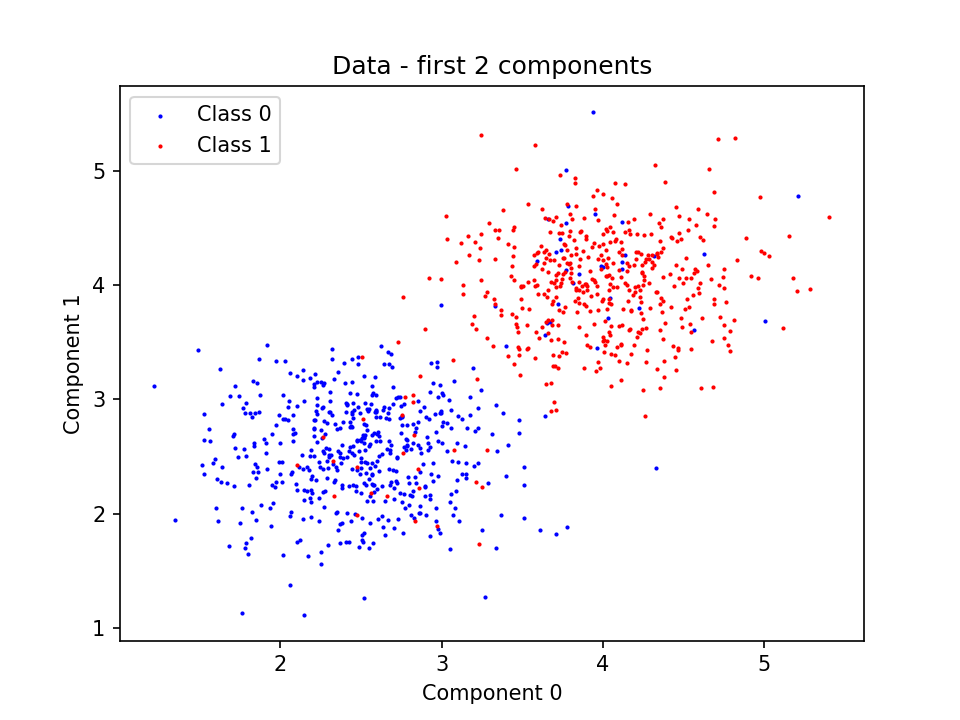 Data - first 2 components
Class 0
Class 1
5
4
3
2
1
Component 1
2
3
4
5
Component 0